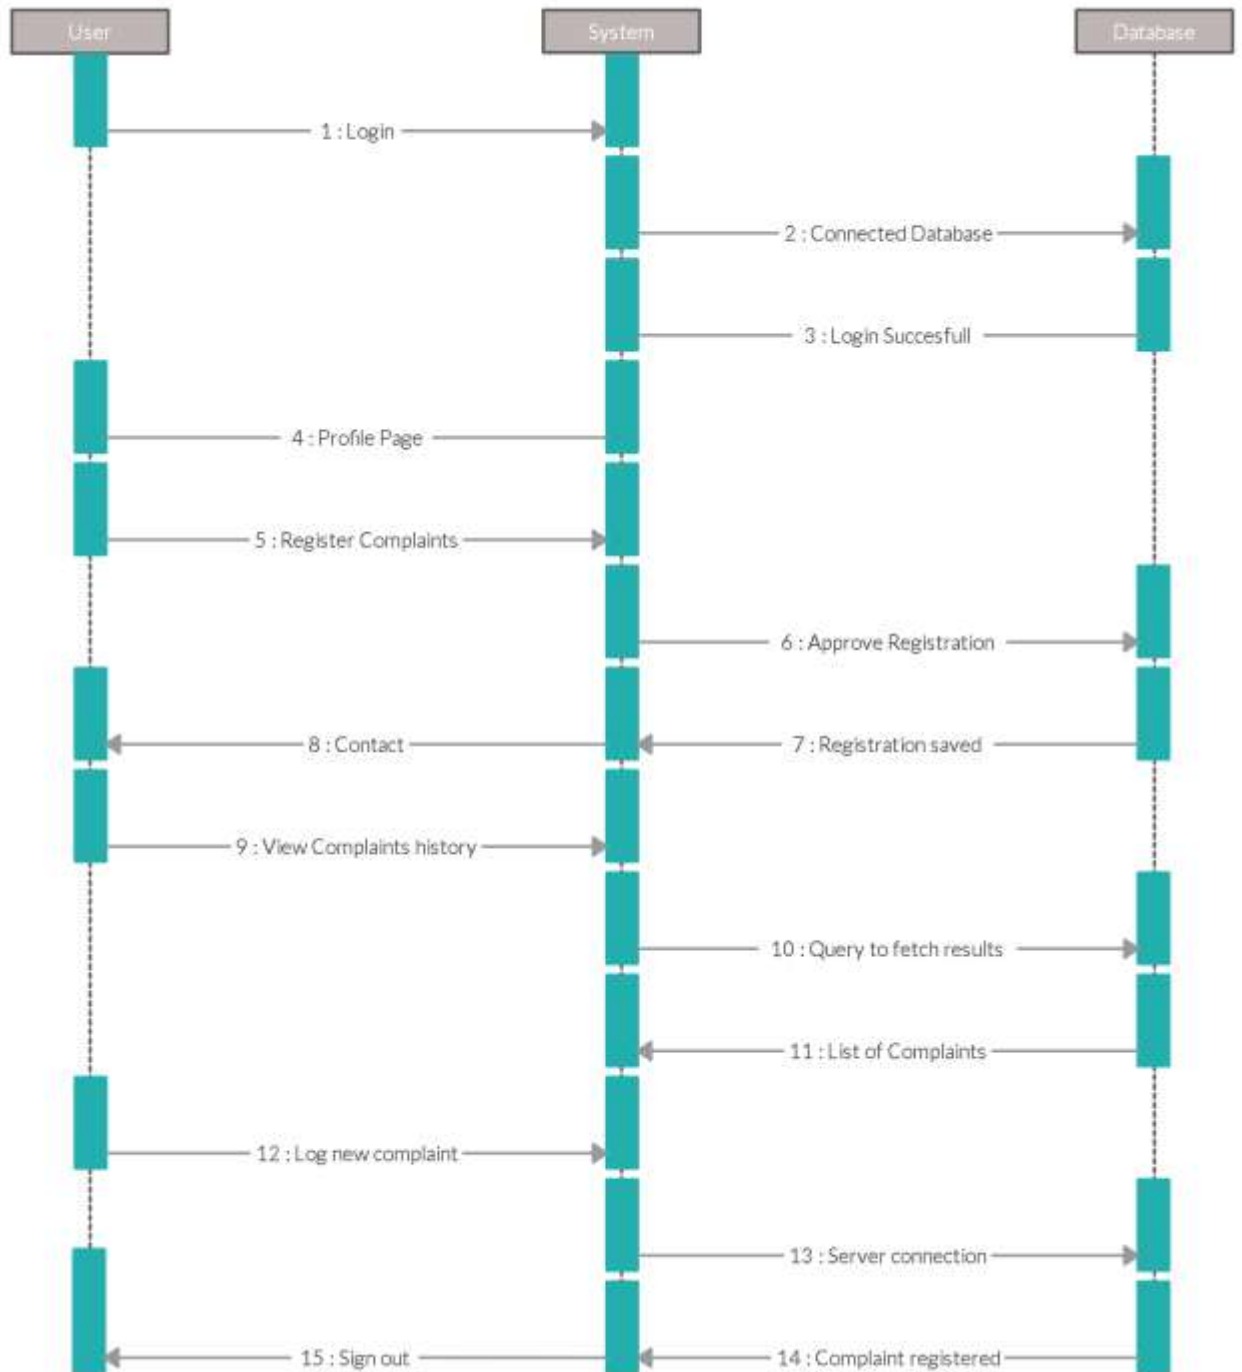 User
System
Database
1 : Login
2 : Connected Database
3 : Login Succesfull
4 : Profile Page
5 : Register Complaints
6 : Approve Registration
8 : Contact
7 : Registration saved
9 : View Complaints history
10 : Query to fetch results
11 : List of Complaints
12 : Log new complaint
13 : Server connection
15 : Sign out
14 : Complaint registered